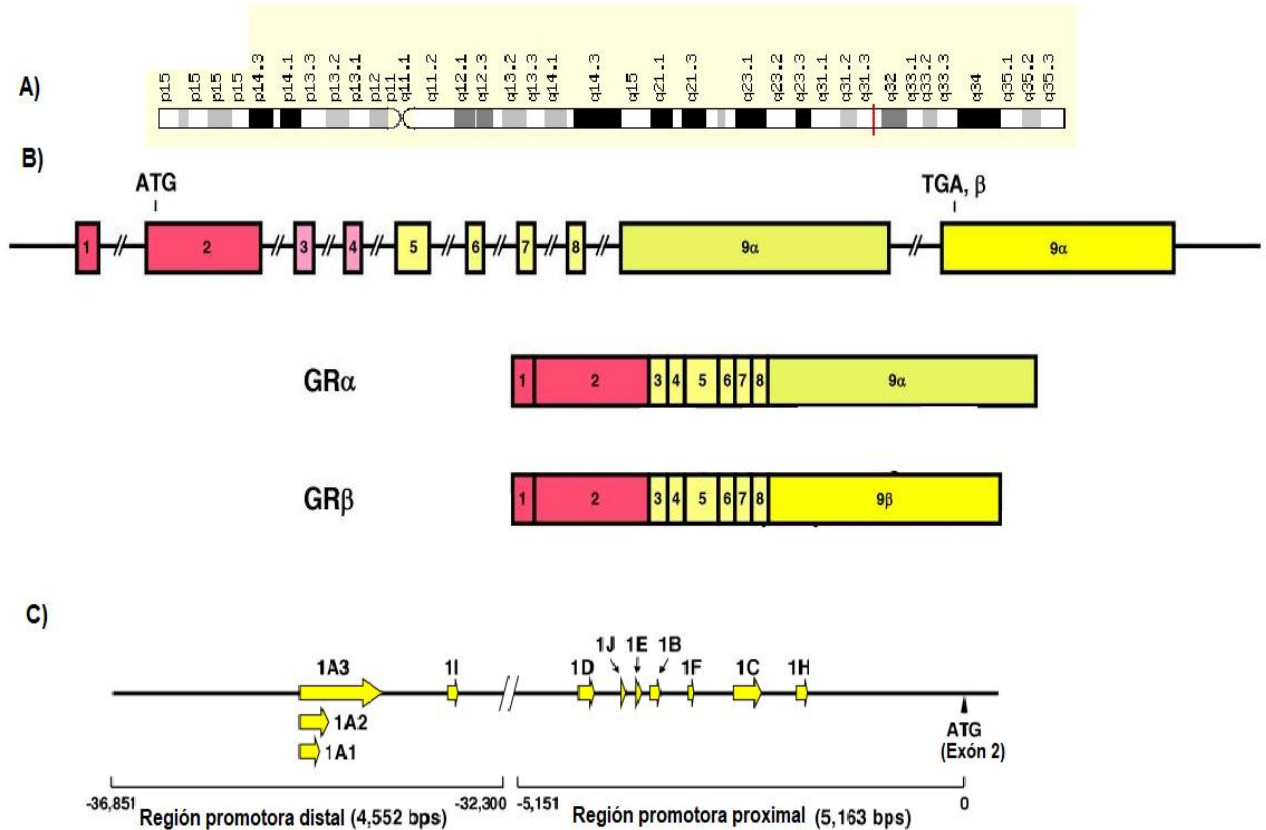 A)
p15 p15 p15 p15 p14.3 p14.1 p13.3 p13.2 p13.1 p12 p11 q11.1 q11.2 q12.1 q12.3 q13.2 q13.3 q14.1 q14.3 q15 q21.1 q21.3 q23.1 q23.2 q23.3 q31.1 q31.2 q31.3 q32 q33.1 q33.2 q33.3 q34 q35.1 q35.2 q35.3
B)
ATG TGA, β
1 2 3 4 5 6 7 8 9α 9α
GRα 1 2 3 4 5 6 7 8 9α
GRβ 1 2 3 4 5 6 7 8 9β
C)
1J 1E 1B
1A3 1I 1D 1F 1C 1H
1A2
1A1
ATG
(Exón 2)
-36,851 -32,300 -5,151 0
Región promotora distal (4,552 bps) Región promotora proximal (5,163 bps)